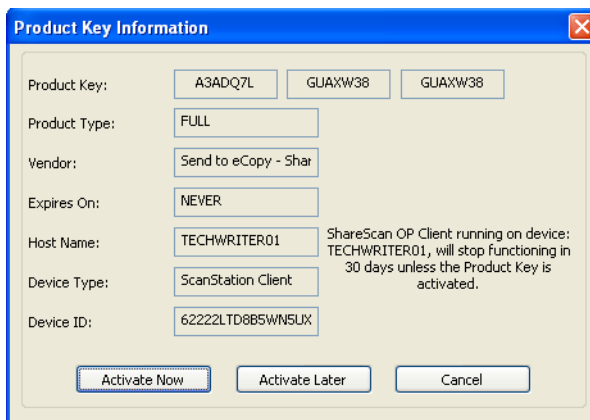 Product Key Information
Product Key: A3ADQ7L GUAXW38 GUAXW38
Product Type: FULL
Vendor: Send to eCopy - Shar
Expires On: NEVER
Host Name: TECHWRITER01
Device Type: ScanStation Client
Device ID: 62222LTD8B5WN5UX
ShareScan OP Client running on device:
TECHWRITER01, will stop functioning in
30 days unless the Product Key is
activated.
Activate Now Activate Later Cancel